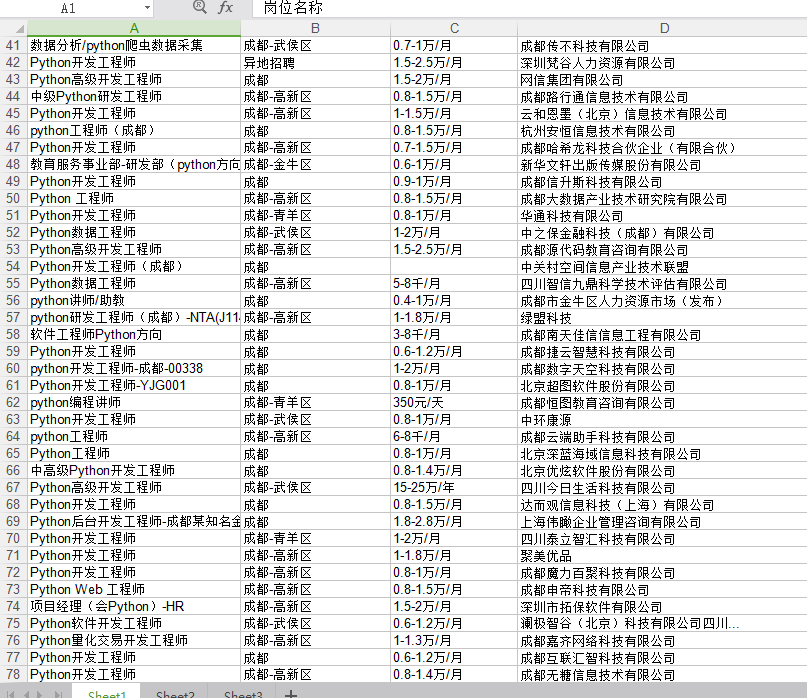 A1 fx 岗位名称
A B C D
41 数据分析/python爬虫数据采集 成都-武侯区 0.7-1万/月 成都传不科技有限公司
42 Python开发工程师 异地招聘 1.5-2.5万/月 深圳梵谷人力资源有限公司
43 Python高级开发工程师 成都 1.5-2万/月 网信集团有限公司
44 中级Python研发工程师 成都-高新区 0.8-1.5万/月 成都路行通信息技术有限公司
45 Python开发工程师 成都-高新区 1-1.5万/月 云和恩墨（北京）信息技术有限公司
46 python工程师（成都） 成都 0.8-1.5万/月 杭州安恒信息技术有限公司
47 Python开发工程师 成都-高新区 0.7-1.5万/月 成都哈希龙科技合伙企业（有限合伙）
48 教育服务事业部-研发部（python方向 成都-金牛区 0.6-1万/月 新华文轩出版传媒股份有限公司
49 Python开发工程师 成都 0.9-1万/月 成都信升斯科技有限公司
50 Python 工程师 成都-高新区 0.8-1.5万/月 成都大数据产业技术研究院有限公司
51 Python开发工程师 成都-青羊区 0.8-1万/月 华通科技有限公司
52 Python数据工程师 成都-武侯区 1-2万/月 中之保金融科技（成都）有限公司
53 Python高级开发工程师 成都-高新区 1.5-2.5万/月 成都源代码教育咨询有限公司
54 Python开发工程师（成都） 成都 中关村空间信息产业技术联盟
55 Python数据工程师 成都-高新区 5-8千/月 四川智信九鼎科学技术评估有限公司
56 python讲师/助教 成都 0.4-1万/月 成都市金牛区人力资源市场（发布）
57 python研发工程师（成都）-NTA(J114 成都-高新区 1-1.8万/月 绿盟科技
58 软件工程师Python方向 成都 3-8千/月 成都南天佳信信息工程有限公司
59 Python开发工程师 成都 0.6-1.2万/月 成都捷云智慧科技有限公司
60 python开发工程师-成都-00338 成都 1-2万/月 成都数字天空科技有限公司
61 Python开发工程师-YJG001 成都 0.8-1万/月 北京超图软件股份有限公司
62 python编程讲师 成都-青羊区 350元/天 成都恒图教育咨询有限公司
63 Python开发工程师 成都-武侯区 0.8-1万/月 中环康源
64 python工程师 成都-高新区 6-8千/月 成都云端助手科技有限公司
65 Python工程师 成都 0.8-1万/月 北京深蓝海域信息科技有限公司
66 中高级Python开发工程师 成都 0.8-1.4万/月 北京优炫软件股份有限公司
67 Python高级开发工程师 成都-武侯区 15-25万/年 四川今日生活科技有限公司
68 Python开发工程师 成都 0.8-1.5万/月 达而观信息科技（上海）有限公司
69 Python后台开发工程师-成都某知名金 成都 1.8-2.8万/月 上海伟瞰企业管理咨询有限公司
70 Python开发工程师 成都-青羊区 1-2万/月 四川泰立智汇科技有限公司
71 Python开发工程师 成都-高新区 1-1.8万/月 聚美优品
72 Python开发工程师 成都-高新区 0.8-1万/月 成都魔力百聚科技有限公司
73 Python Web 工程师 成都-高新区 0.8-1.5万/月 成都申帝科技有限公司
74 项目经理（会Python）-HR 成都-高新区 1.5-2万/月 深圳市拓保软件有限公司
75 Python软件开发工程师 成都-武侯区 0.6-1.2万/月 澜极智谷（北京）科技有限公司四川...
76 Python量化交易开发工程师 成都-高新区 1-1.3万/月 成都嘉齐网络科技有限公司
77 Python开发工程师 成都 0.6-1.2万/月 成都互联汇智科技有限公司
78 Python开发工程师 成都-高新区 0.8-1.4万/月 成都无糖信息技术有限公司
Sheet1 Sheet2 Sheet3 +